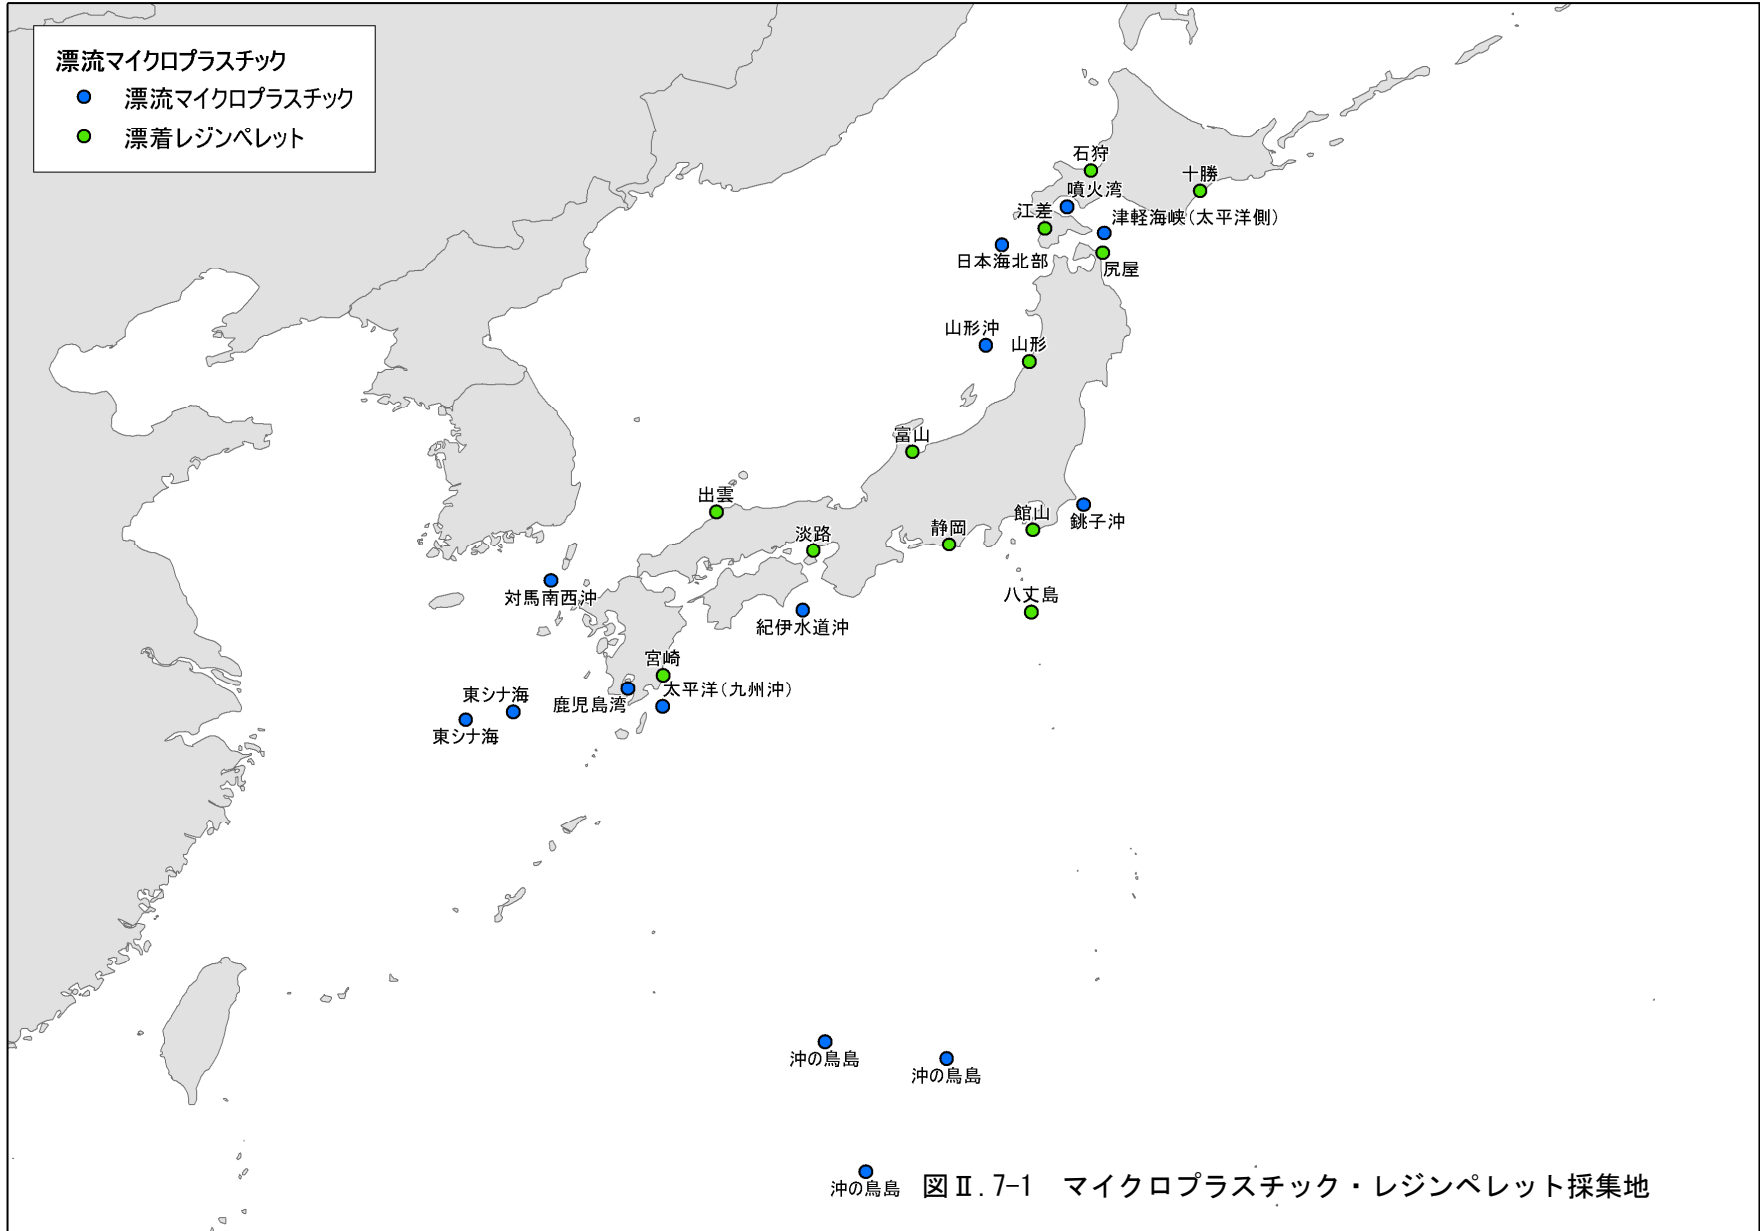 漂流マイクロプラスチック
漂流マイクロプラスチック
漂着レジンペレット
石狩
十勝
噴火湾
江差
津軽海峡(太平洋側)
日本海北部
尻屋
山形沖
山形
富山
出雲
館山
銚子沖
静岡
淡路
対馬南西沖
八丈島
紀伊水道沖
宮崎
太平洋(九州沖)
東シナ海
鹿児島湾
東シナ海
沖の鳥島
沖の鳥島
沖の鳥島
図Ⅱ.7-1 マイクロプラスチック・レジンペレット採集地